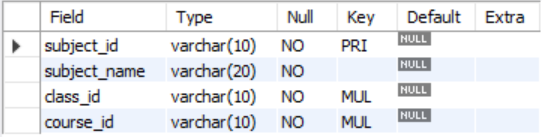 Field Type Null Key Default Extra
subject_id varchar(10) NO PRI NULL
subject_name varchar(20) NO NULL
class_id varchar(10) NO MUL NULL
course_id varchar(10) NO MUL NULL